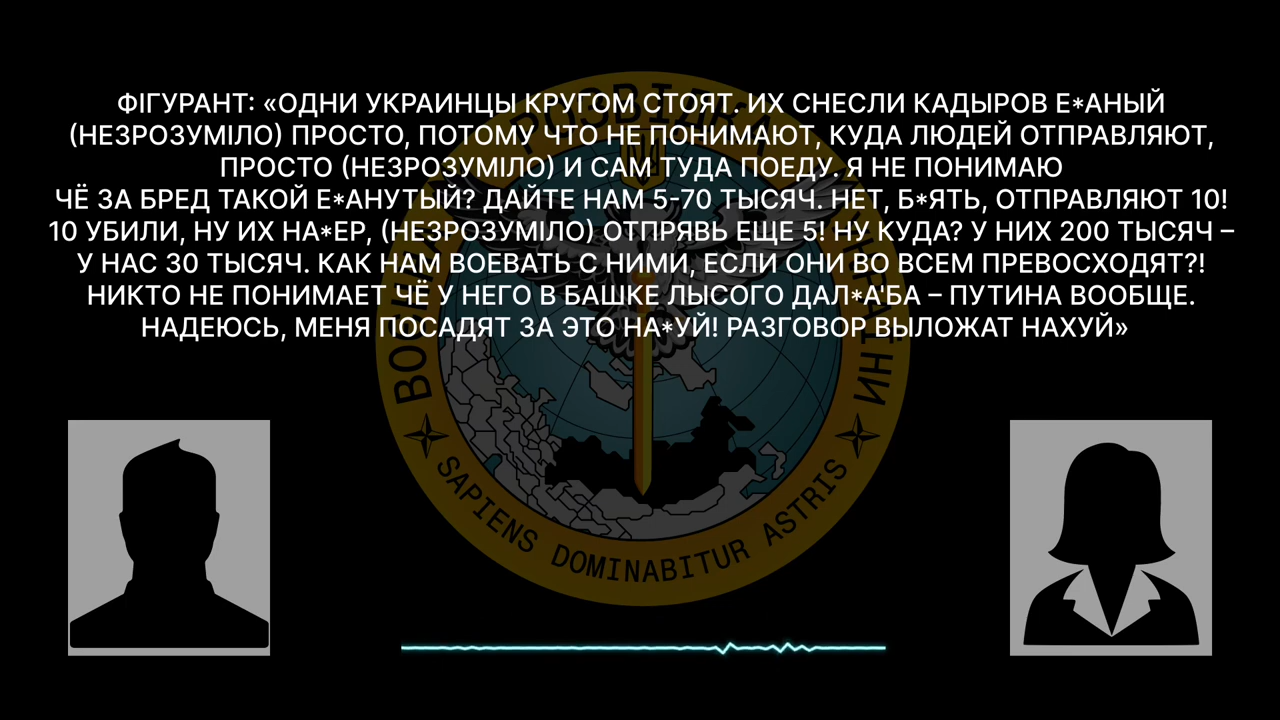 ФІГУРАНТ: «ОДНИ УКРАИНЦЫ КРУГОМ СТОЯТ. ИХ СНЕСЛИ КАДЫРОВ Е*АНЫЙ
(НЕЗРОЗУМІЛО) ПРОСТО, ПОТОМУ ЧТО НЕ ПОНИМАЮТ, КУДА ЛЮДЕЙ ОТПРАВЛЯЮТ,
ПРОСТО (НЕЗРОЗУМІЛО) И САМ ТУДА ПОЕДУ. Я НЕ ПОНИМАЮ
ЧЁ ЗА БРЕД ТАКОЙ Е*АНУТЫЙ? ДАЙТЕ НАМ 5-70 ТЫСЯЧ. НЕТ, Б*ЯТЬ, ОТПРАВЛЯЮТ 10!
10 УБИЛИ, НУ ИХ НА*ЕР, (НЕЗРОЗУМІЛО) ОТПРЯВЬ ЕЩЕ 5! НУ КУДА? У НИХ 200 ТЫСЯЧ –
У НАС 30 ТЫСЯЧ. КАК НАМ ВОЕВАТЬ С НИМИ, ЕСЛИ ОНИ ВО ВСЕМ ПРЕВОСХОДЯТ?!
НИКТО НЕ ПОНИМАЕТ ЧЁ У НЕГО В БАШКЕ ЛЫСОГО ДАЛ*А'БА – ПУТИНА ВООБЩЕ.
НАДЕЮСЬ, МЕНЯ ПОСАДЯТ ЗА ЭТО НА*УЙ! РАЗГОВОР ВЫЛОЖАТ НАХУЙ»
РОЗВІДКА
УКРАЇНИ
SAPIENS DOMINABITUR ASTRIS